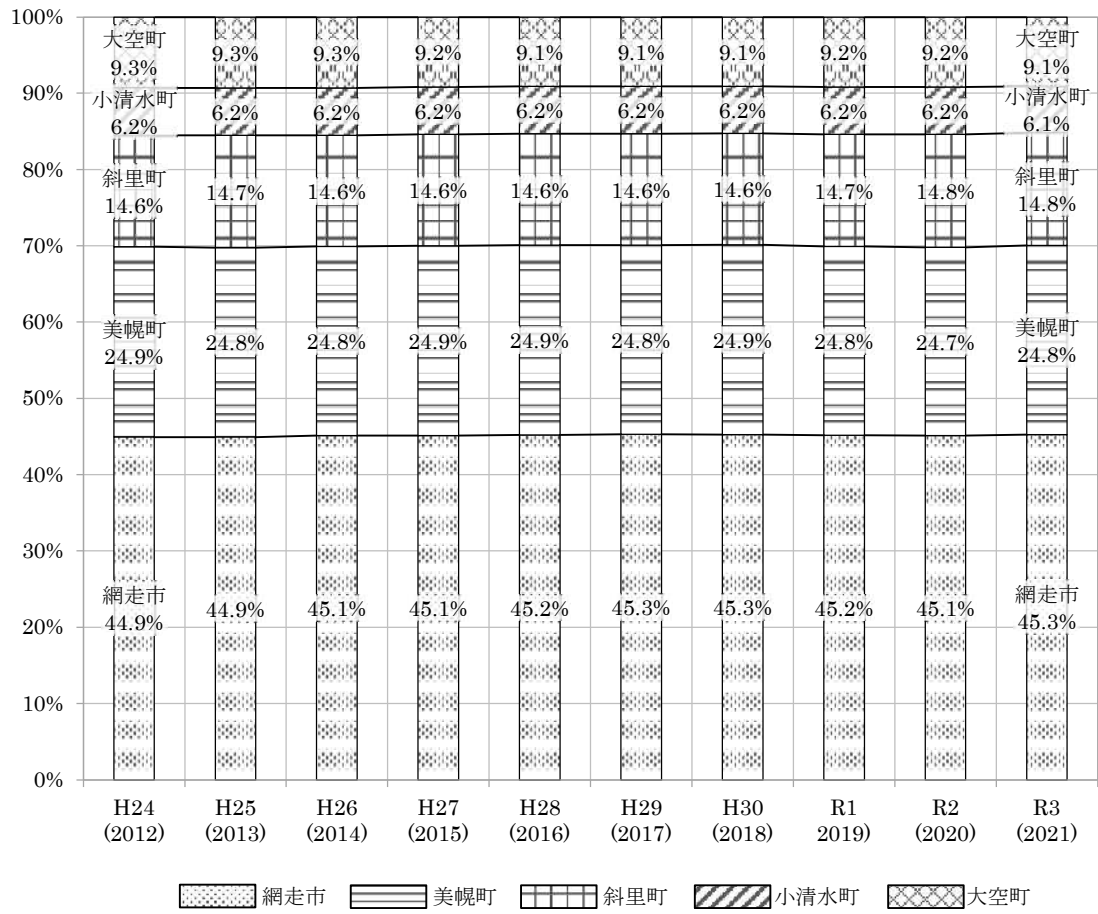 100%
90%
80%
70%
60%
50%
40%
30%
20%
10%
0%
大空町
9.3%
9.3%
9.3%
9.2%
9.1%
9.1%
9.1%
9.2%
9.2%
大空町
9.1%
小清水町
6.2%
6.2%
6.2%
6.2%
6.2%
6.2%
6.2%
6.2%
6.2%
小清水町
6.1%
斜里町
14.6%
14.7%
14.6%
14.6%
14.6%
14.6%
14.6%
14.7%
14.8%
斜里町
14.8%
美幌町
24.9%
24.8%
24.8%
24.9%
24.9%
24.8%
24.9%
24.8%
24.7%
美幌町
24.8%
網走市
44.9%
44.9%
45.1%
45.1%
45.2%
45.3%
45.3%
45.2%
45.1%
網走市
45.3%
H24
(2012)
H25
(2013)
H26
(2014)
H27
(2015)
H28
(2016)
H29
(2017)
H30
(2018)
R1
2019)
R2
(2020)
R3
(2021)
網走市
美幌町
斜里町
小清水町
大空町